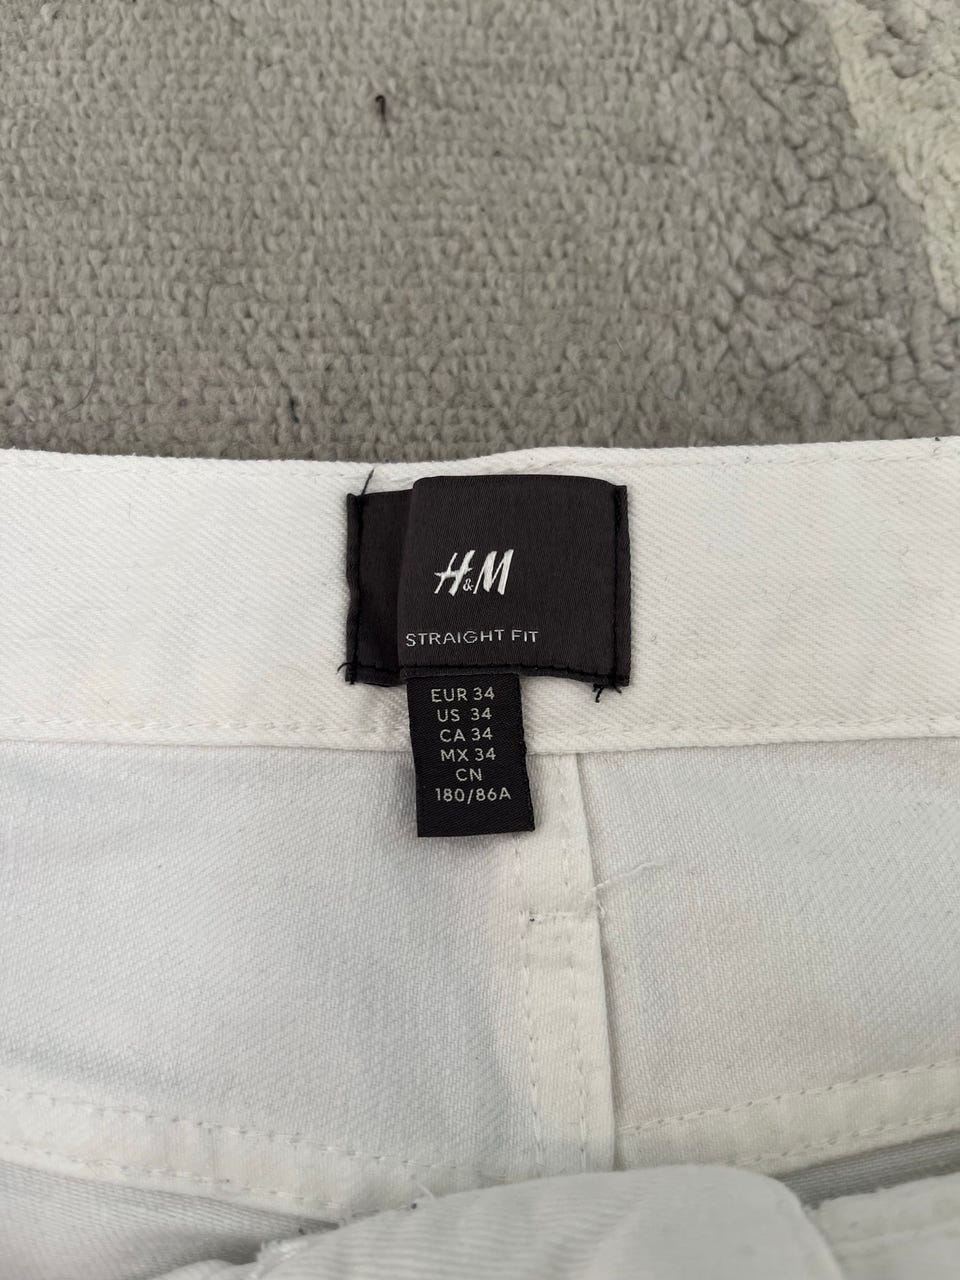 H&M
STRAIGHT FIT
EUR 34
US 34
CA 34
MX 34
CN
180/86A